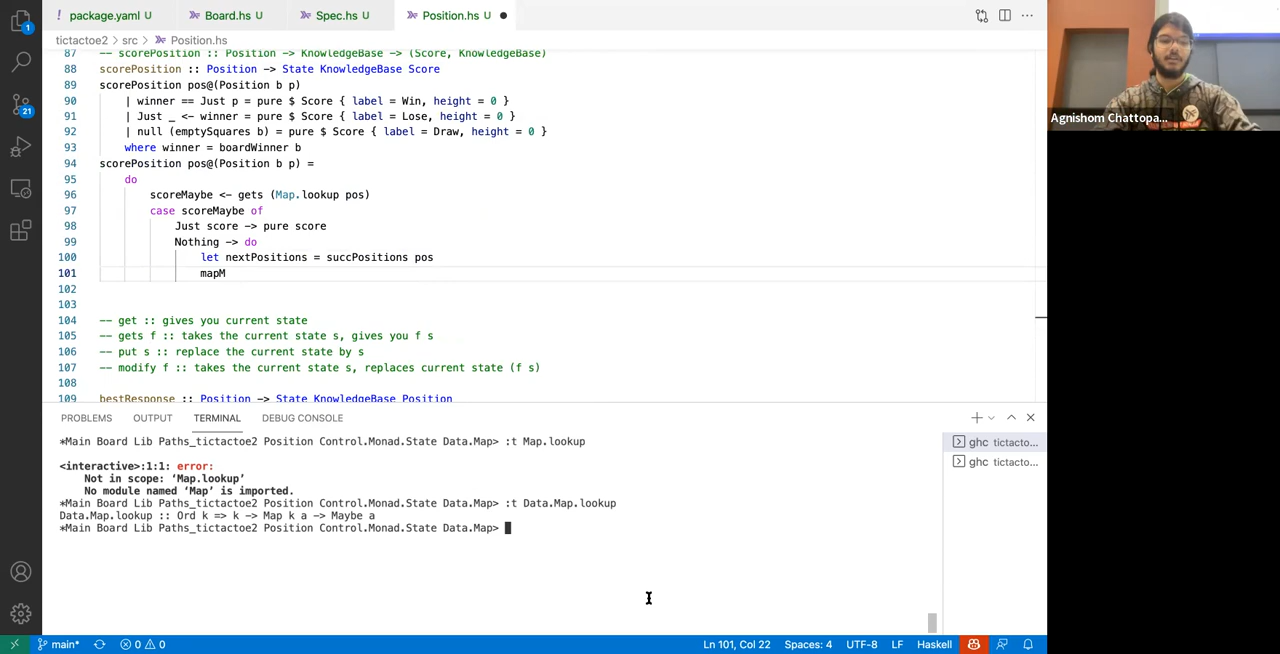 package.yaml U
Board.hs U
Spec.hs U
Position.hs U
tictactoe2 > src > Position.hs
87 -- scorePosition :: Position -> KnowledgeBase -> (Score, KnowledgeBase)
88 scorePosition :: Position -> State KnowledgeBase Score
89 scorePosition pos@(Position b p)
90 | winner == Just p = pure $ Score { label = Win, height = 0 }
91 | Just _ <- winner = pure $ Score { label = Lose, height = 0 }
92 | null (emptySquares b) = pure $ Score { label = Draw, height = 0 }
93 where winner = boardWinner b
94 scorePosition pos@(Position b p) =
95 do
96 scoreMaybe <- gets (Map.lookup pos)
97 case scoreMaybe of
98 Just score -> pure score
99 Nothing -> do
100 let nextPositions = succPositions pos
101 mapM
102
103
104 -- get :: gives you current state
105 -- gets f :: takes the current state s, gives you f s
106 -- put s :: replace the current state by s
107 -- modify f :: takes the current state s, replaces current state (f s)
108
109 bestResponse :: Position -> State KnowledgeBase Position
PROBLEMS OUTPUT TERMINAL DEBUG CONSOLE
*Main Board Lib Paths_tictactoe2 Position Control.Monad.State Data.Map> :t Map.lookup
<interactive>:1:1: error:
Not in scope: ‘Map.lookup’
No module named ‘Map’ is imported.
*Main Board Lib Paths_tictactoe2 Position Control.Monad.State Data.Map> :t Data.Map.lookup
Data.Map.lookup :: Ord k => k -> Map k a -> Maybe a
*Main Board Lib Paths_tictactoe2 Position Control.Monad.State Data.Map>
ghc tictacto...
ghc tictacto...
1
21
main* 0 0 Ln 101, Col 22 Spaces: 4 UTF-8 LF Haskell
Agnishom Chattopa...